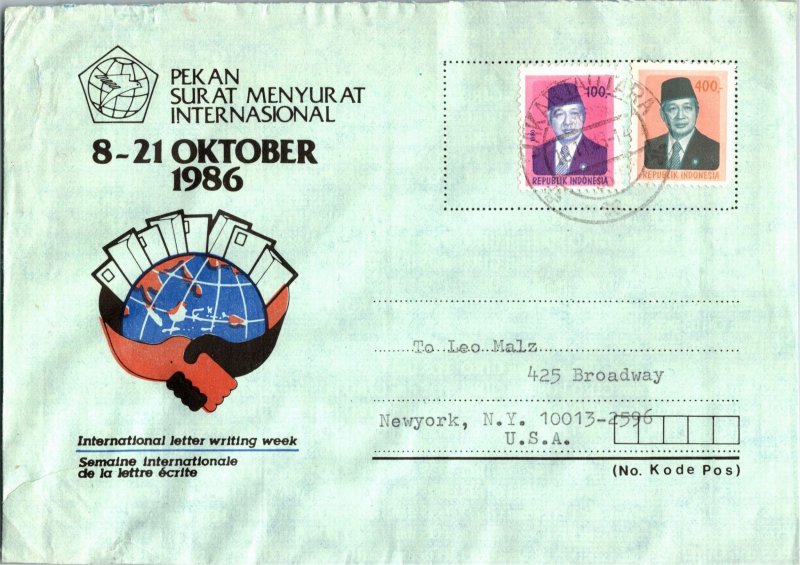 PEKAN
SURAT MENYURAT
INTERNASIONAL
8-21 OKTOBER
1986
100,-
REPUBLIK INDONESIA
400,-
REPUBLIK INDONESIA
To Leo Malz
425 Broadway
Newyork, N.Y. 10013-2596
U.S.A.
(No. Kode Pos)
International letter writing week
Semaine internationale
de la lettre écrite